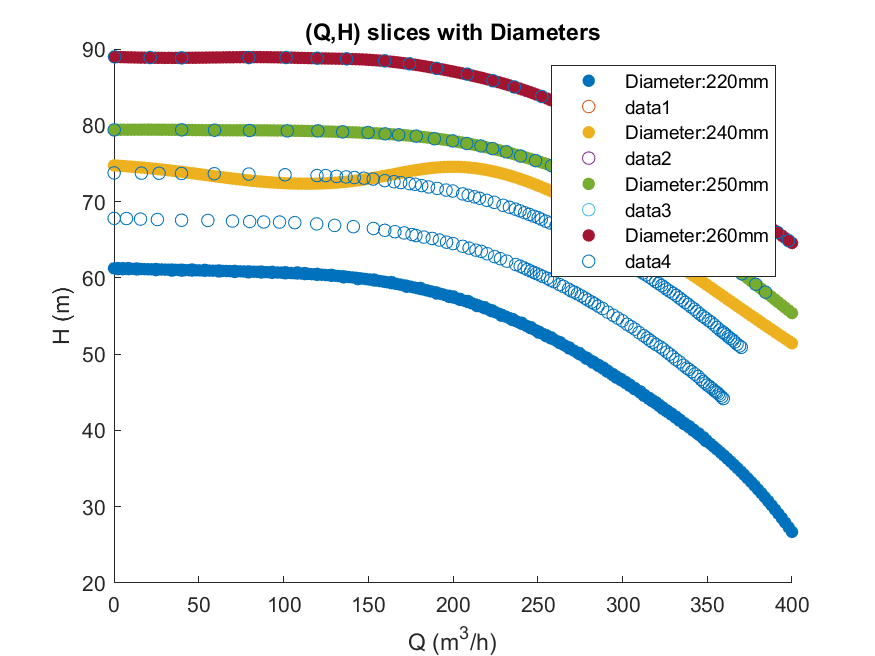 (Q,H) slices with Diameters
90
80
70
60
50
40
30
20
H (m)
0 50 100 150 200 250 300 350 400
Q (m³/h)
Diameter:220mm
data1
Diameter:240mm
data2
Diameter:250mm
data3
Diameter:260mm
data4